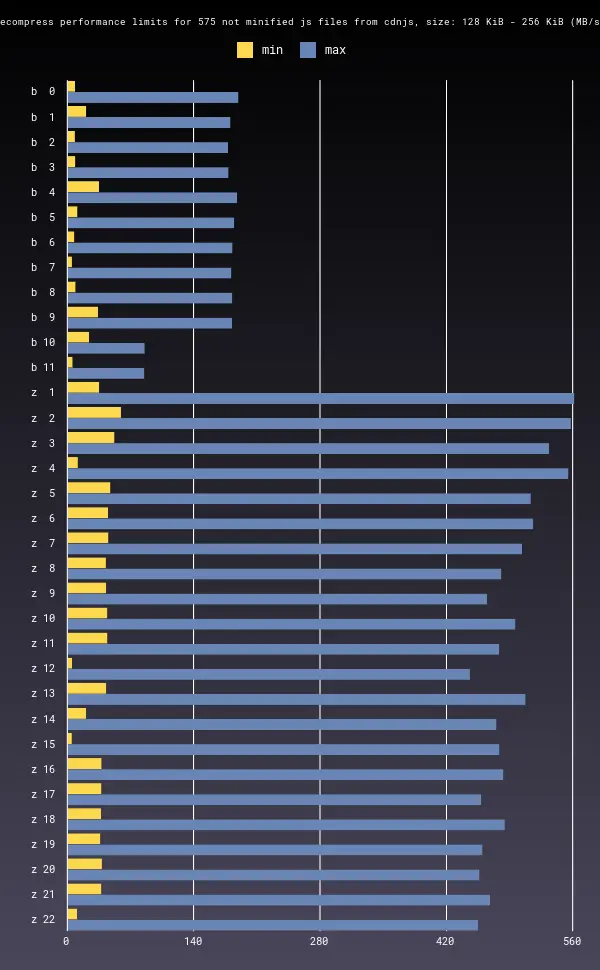 ecompress performance limits for 575 not minified js files from cdnjs, size: 128 KiB - 256 KiB (MB/s
min max
b 0
b 1
b 2
b 3
b 4
b 5
b 6
b 7
b 8
b 9
b 10
b 11
z 1
z 2
z 3
z 4
z 5
z 6
z 7
z 8
z 9
z 10
z 11
z 12
z 13
z 14
z 15
z 16
z 17
z 18
z 19
z 20
z 21
z 22
0 140 280 420 560